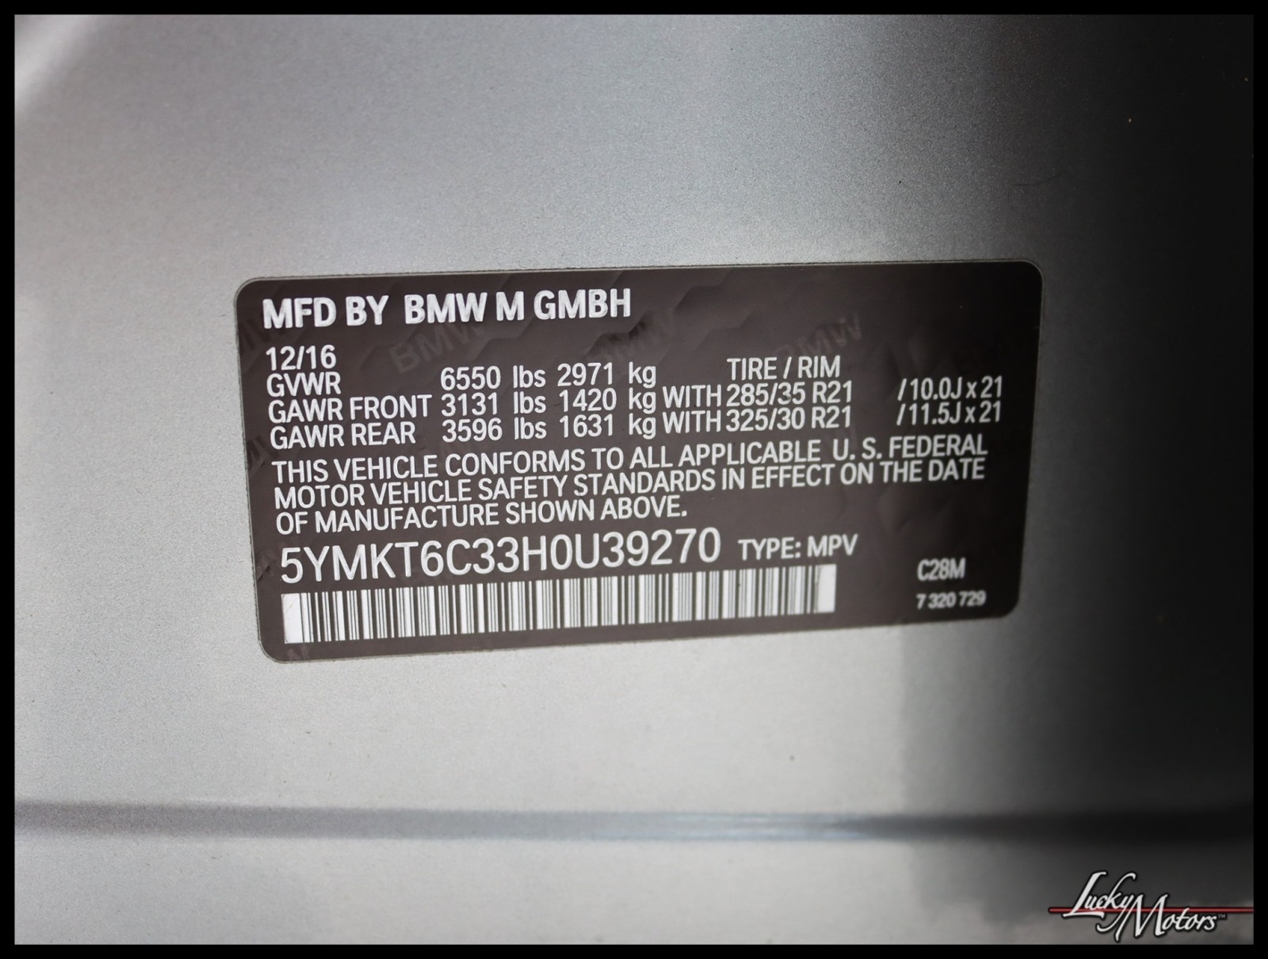 MFD BY BMW M GMBH
12/16 TIRE / RIM
GVWR 6550 lbs 2971 kg
GAWR FRONT 3131 lbs 1420 kg WITH 285/35 R21 /10.0J x 21
GAWR REAR 3596 lbs 1631 kg WITH 325/30 R21 /11.5J x 21
THIS VEHICLE CONFORMS TO ALL APPLICABLE U. S. FEDERAL
MOTOR VEHICLE SAFETY STANDARDS IN EFFECT ON THE DATE
OF MANUFACTURE SHOWN ABOVE.
5YMKT6C33H0U39270 TYPE: MPV
C28M
7 320 729
Lucky Motors™